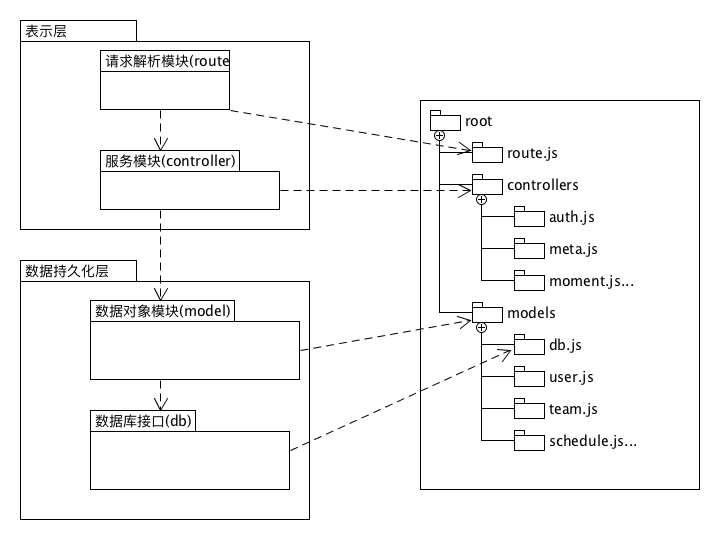 表示层
请求解析模块(route
服务模块(controller)
数据持久化层
数据对象模块(model)
数据库接口(db)
root
route.js
controllers
auth.js
meta.js
moment.js...
models
db.js
user.js
team.js
schedule.js...